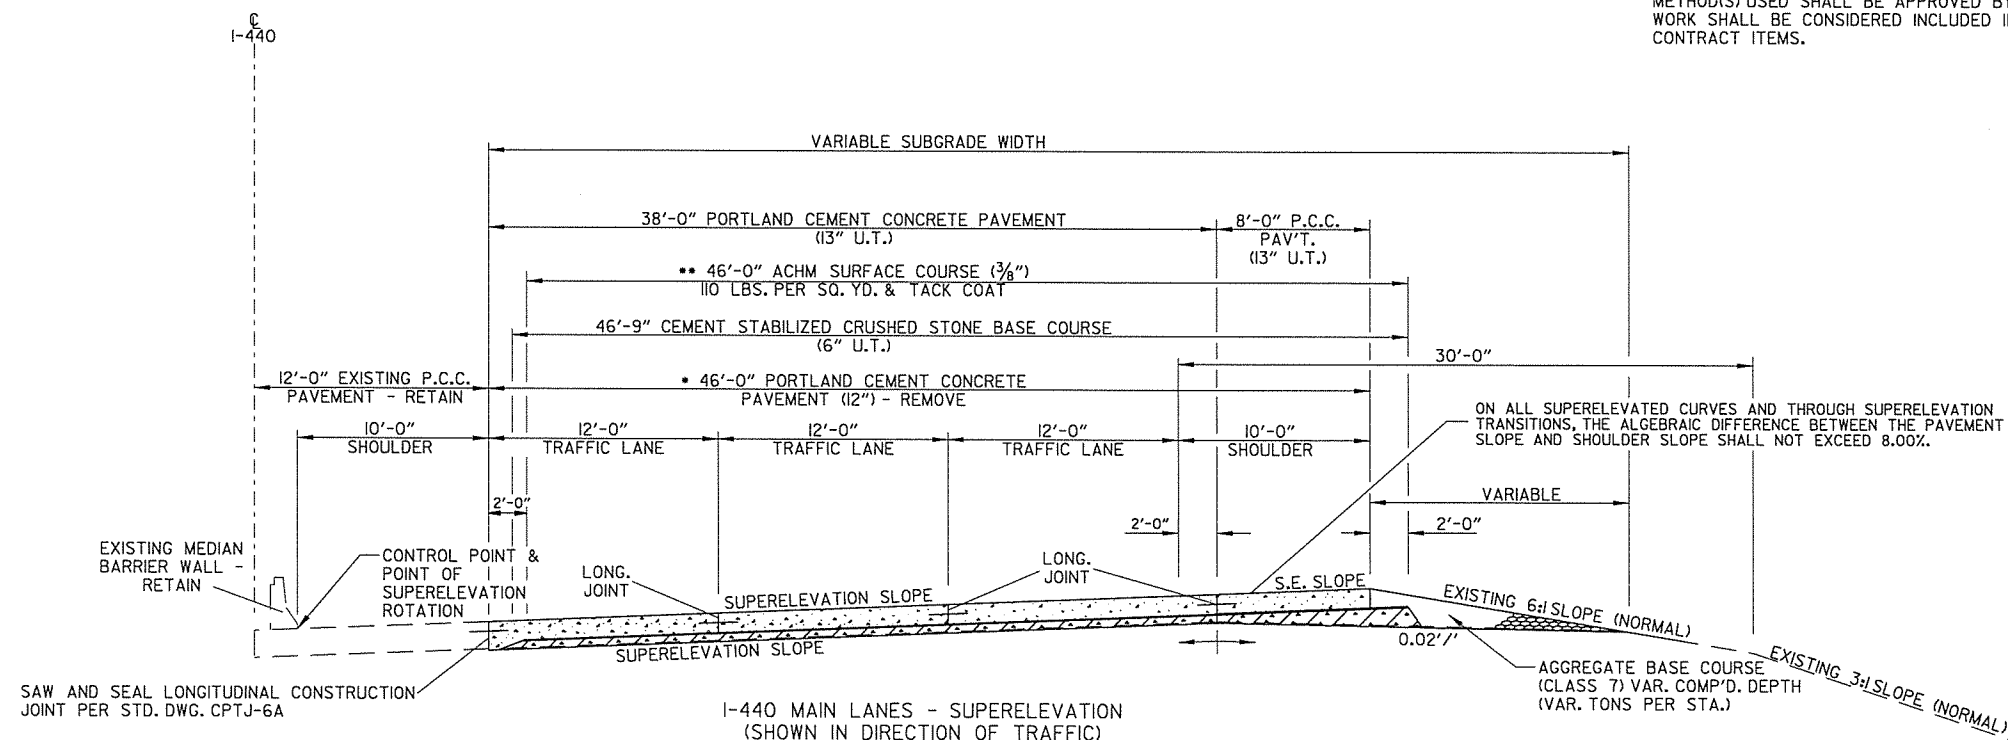 METHOD(S) USED SHALL BE APPROVED BY
WORK SHALL BE CONSIDERED INCLUDED I
CONTRACT ITEMS.
℄
I-440
VARIABLE SUBGRADE WIDTH
38'-0" PORTLAND CEMENT CONCRETE PAVEMENT
(13" U.T.)
8'-0" P.C.C.
PAV'T.
(13" U.T.)
** 46'-0" ACHM SURFACE COURSE (3/8")
110 LBS. PER SQ. YD. & TACK COAT
46'-9" CEMENT STABILIZED CRUSHED STONE BASE COURSE
(6" U.T.)
30'-0"
12'-0" EXISTING P.C.C.
PAVEMENT - RETAIN
* 46'-0" PORTLAND CEMENT CONCRETE
PAVEMENT (12") - REMOVE
ON ALL SUPERELEVATED CURVES AND THROUGH SUPERELEVATION
TRANSITIONS, THE ALGEBRAIC DIFFERENCE BETWEEN THE PAVEMENT
SLOPE AND SHOULDER SLOPE SHALL NOT EXCEED 8.00%.
10'-0"
SHOULDER
12'-0"
TRAFFIC LANE
12'-0"
TRAFFIC LANE
12'-0"
TRAFFIC LANE
10'-0"
SHOULDER
VARIABLE
2'-0"
2'-0"
2'-0"
EXISTING MEDIAN
BARRIER WALL -
RETAIN
CONTROL POINT &
POINT OF
SUPERELEVATION
ROTATION
LONG.
JOINT
LONG.
JOINT
SUPERELEVATION SLOPE
S.E. SLOPE
EXISTING 6:1 SLOPE (NORMAL)
SUPERELEVATION SLOPE
0.02'/'
EXISTING 3:1 SLOPE (NORMAL)
AGGREGATE BASE COURSE
(CLASS 7) VAR. COMP'D. DEPTH
(VAR. TONS PER STA.)
SAW AND SEAL LONGITUDINAL CONSTRUCTION
JOINT PER STD. DWG. CPTJ-6A
I-440 MAIN LANES - SUPERELEVATION
(SHOWN IN DIRECTION OF TRAFFIC)